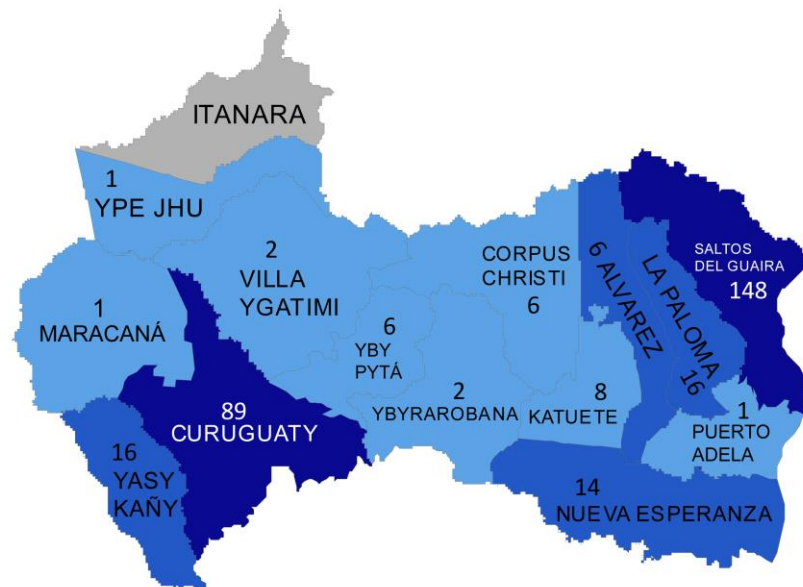 ITANARA
1
YPE JHU
2
VILLA
YGATIMI
1
MARACANÁ
CORPUS
CHRISTI
6
6 ALVAREZ
LA PALOMA
16
SALTOS
DEL GUAIRA
148
6
YBY
PYTÁ
2
YBYRAROBANA
8
KATUETE
1
PUERTO
ADELA
89
CURUGUATY
16
YASY
KAÑY
14
NUEVA ESPERANZA